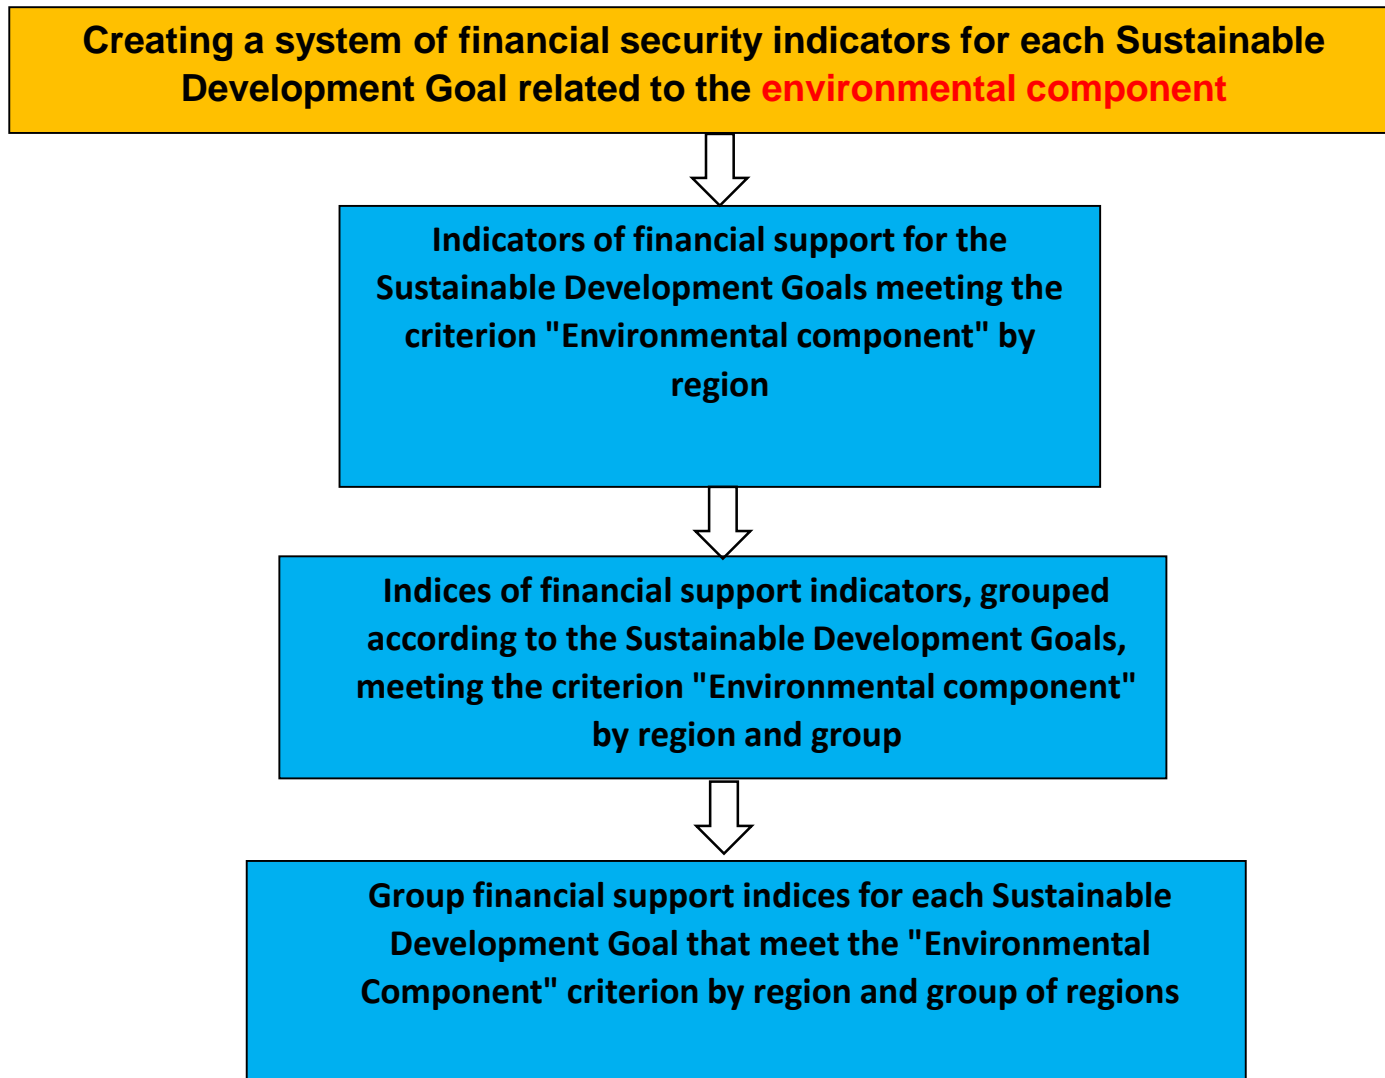 Creating a system of financial security indicators for each Sustainable
Development Goal related to the environmental component
Indicators of financial support for the
Sustainable Development Goals meeting the
criterion "Environmental component" by
region
Indices of financial support indicators, grouped
according to the Sustainable Development Goals,
meeting the criterion "Environmental component"
by region and group
Group financial support indices for each Sustainable
Development Goal that meet the "Environmental
Component" criterion by region and group of regions